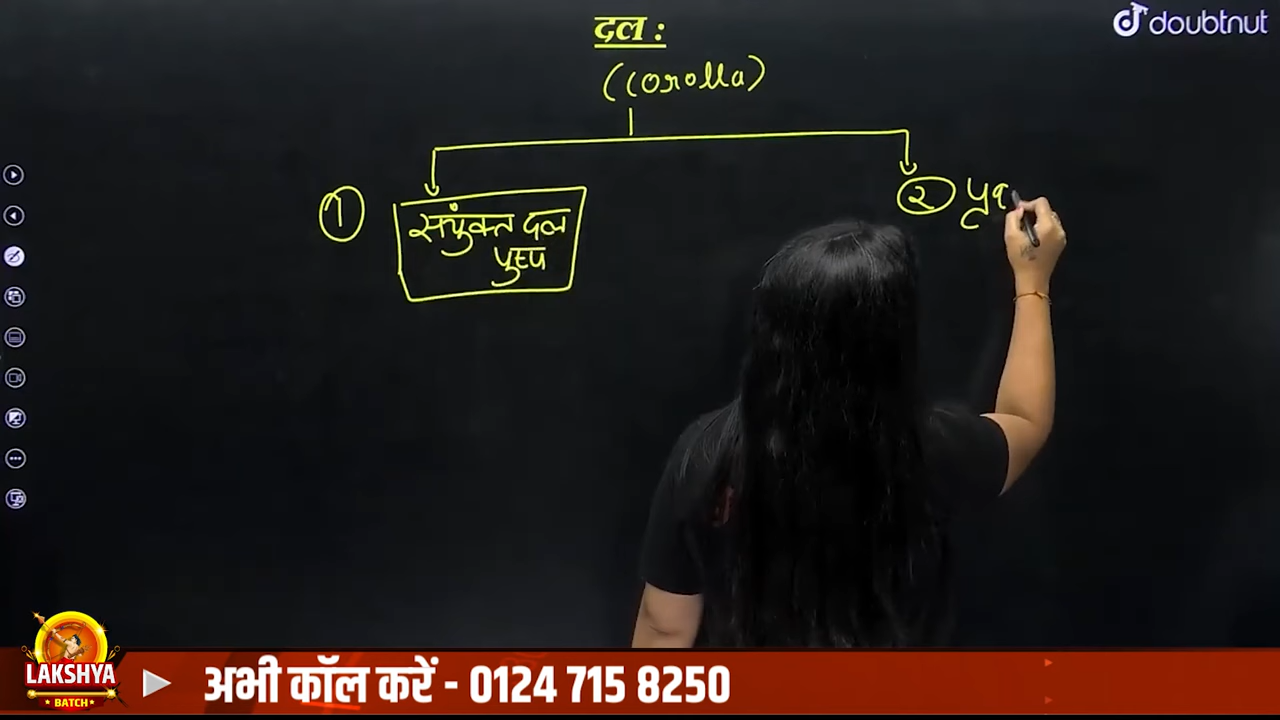 दल :
doubtnut
(Corolla)
1
संयुक्त दल
पुष्प
2
LAKSHYA
BATCH
अभी कॉल करें - 0124 715 8250